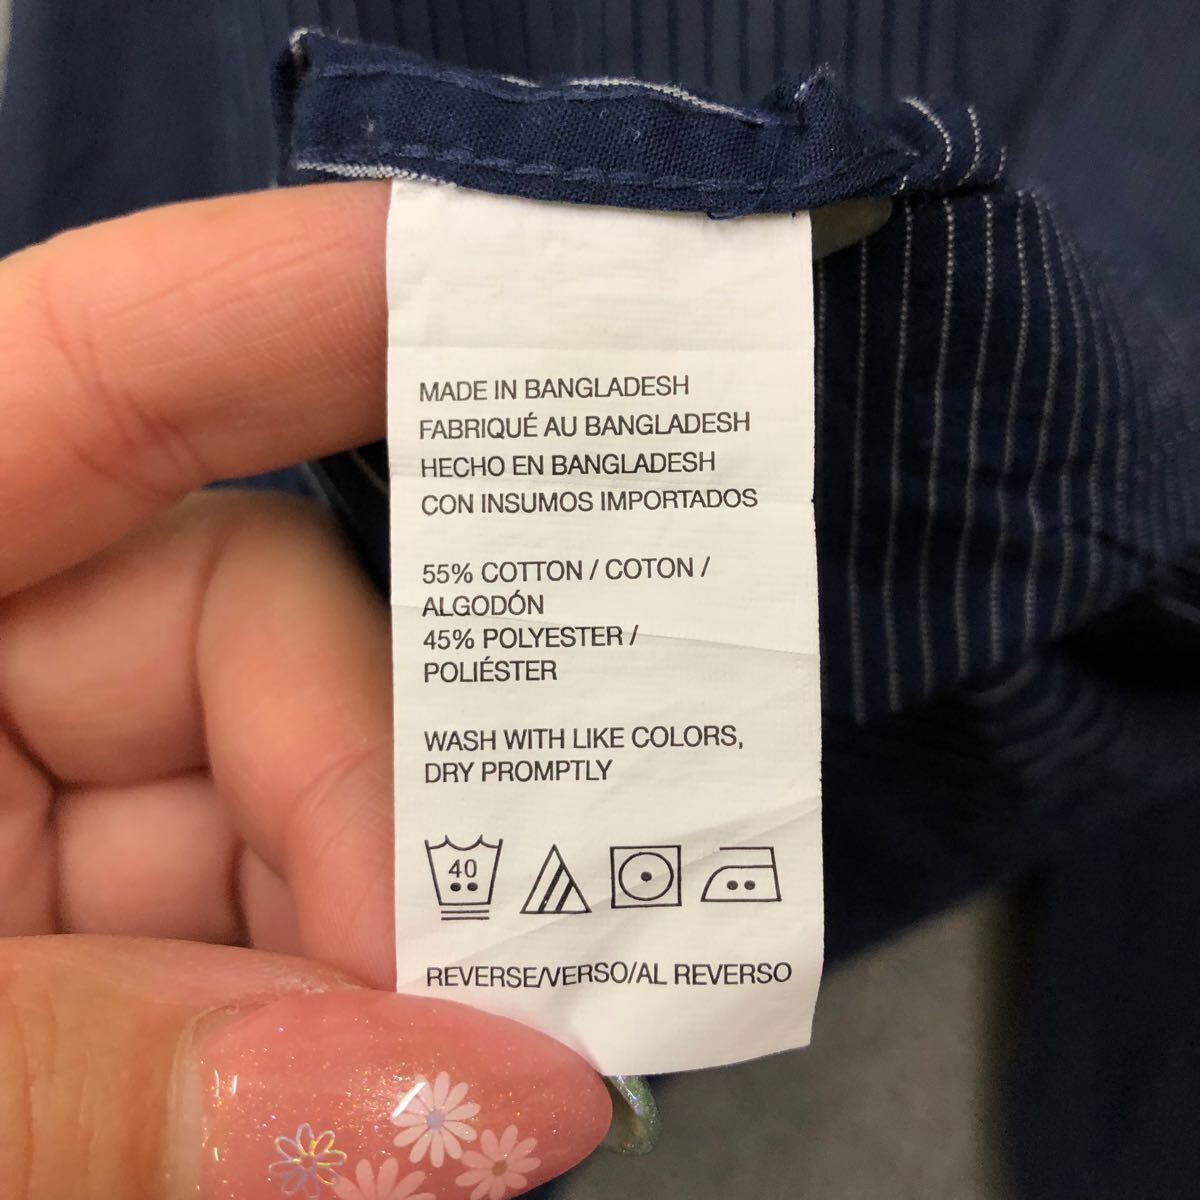 MADE IN BANGLADESH
FABRIQUÉ AU BANGLADESH
HECHO EN BANGLADESH
CON INSUMOS IMPORTADOS
55% COTTON / COTON /
ALGODÓN
45% POLYESTER /
POLIÉSTER
WASH WITH LIKE COLORS,
DRY PROMPTLY
40
REVERSE/VERSO/AL REVERSO